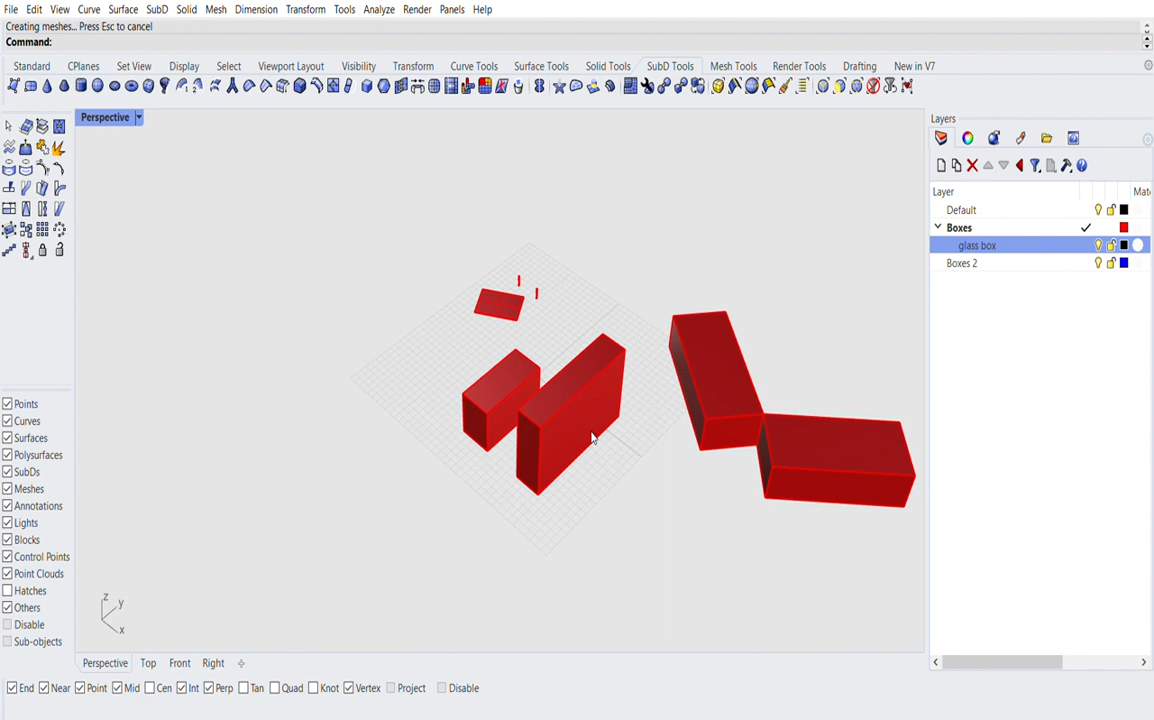 File Edit View Curve Surface SubD Solid Mesh Dimension Transform Tools Analyze Render Panels Help
Creating meshes... Press Esc to cancel
Command:
Standard CPlanes Set View Display Select Viewport Layout Visibility Transform Curve Tools Surface Tools Solid Tools SubD Tools Mesh Tools Render Tools Drafting New in V7
Perspective
Layers
Layer Mate
Default
Boxes
glass box
Boxes 2
Points
Curves
Surfaces
Polysurfaces
SubDs
Meshes
Annotations
Lights
Blocks
Control Points
Point Clouds
Hatches
Others
Disable
Sub-objects
z
y
x
Perspective Top Front Right
End Near Point Mid Cen Int Perp Tan Quad Knot Vertex Project Disable